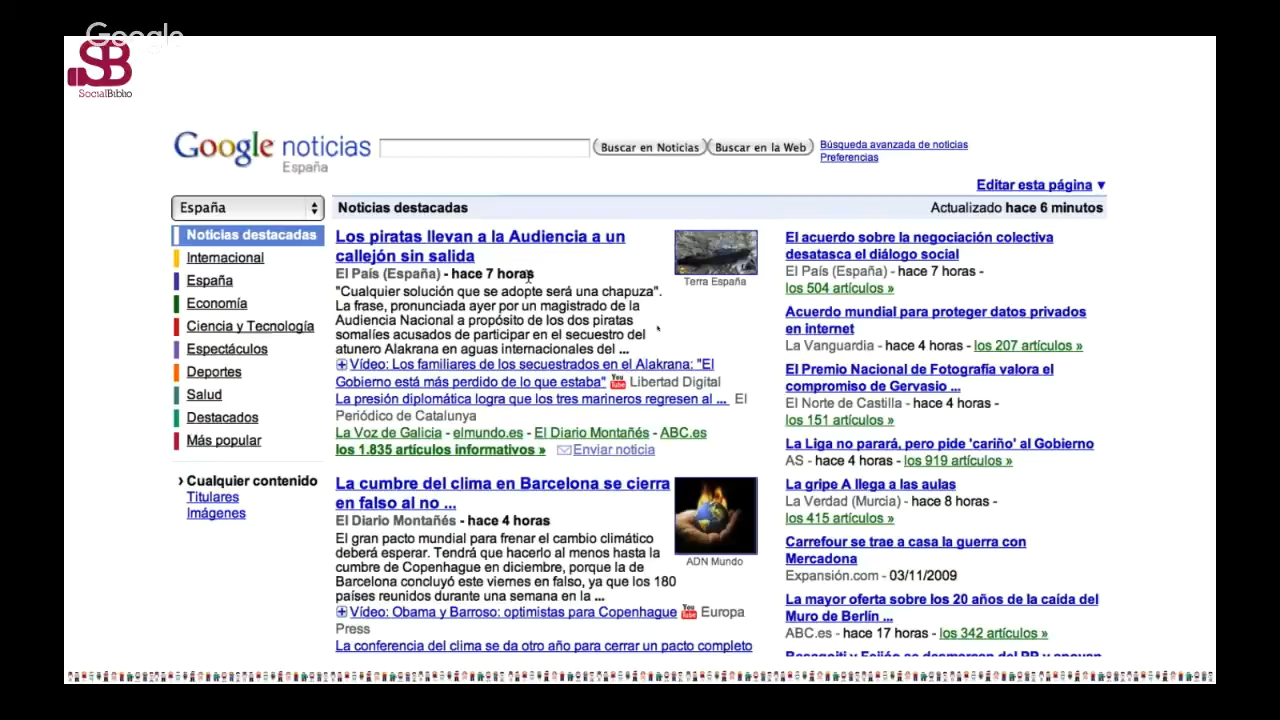 Google
SB
SocialBiblio
Google noticias
España
Buscar en Noticias
Buscar en la Web
Búsqueda avanzada de noticias
Preferencias
Editar esta página ▼
España
Noticias destacadas
Internacional
España
Economía
Ciencia y Tecnología
Espectáculos
Deportes
Salud
Destacados
Más popular
› Cualquier contenido
Titulares
Imágenes
Noticias destacadas
Actualizado hace 6 minutos
Los piratas llevan a la Audiencia a un
callejón sin salida
El País (España) - hace 7 horas
"Cualquier solución que se adopte será una chapuza".
La frase, pronunciada ayer por un magistrado de la
Audiencia Nacional a propósito de los dos piratas
somalíes acusados de participar en el secuestro del
atunero Alakrana en aguas internacionales del ...
Vídeo: Los familiares de los secuestrados en el Alakrana: "El
Gobierno está más perdido de lo que estaba" You Tube Libertad Digital
La presión diplomática logra que los tres marineros regresen al ... El
Periódico de Catalunya
La Voz de Galicia - elmundo.es - El Diario Montañés - ABC.es
los 1.835 artículos informativos » Enviar noticia
Terra España
La cumbre del clima en Barcelona se cierra
en falso al no ...
El Diario Montañés - hace 4 horas
El gran pacto mundial para frenar el cambio climático
deberá esperar. Tendrá que hacerlo al menos hasta la
cumbre de Copenhague en diciembre, porque la de
Barcelona concluyó este viernes en falso, ya que los 180
países reunidos durante una semana en la ...
Vídeo: Obama y Barroso: optimistas para Copenhague You Tube Europa
Press
La conferencia del clima se da otro año para cerrar un pacto completo
ADN Mundo
El acuerdo sobre la negociación colectiva
desatasca el diálogo social
El País (España) - hace 7 horas -
los 504 artículos »
Acuerdo mundial para proteger datos privados
en internet
La Vanguardia - hace 4 horas - los 207 artículos »
El Premio Nacional de Fotografía valora el
compromiso de Gervasio ...
El Norte de Castilla - hace 4 horas -
los 151 artículos »
La Liga no parará, pero pide 'cariño' al Gobierno
AS - hace 4 horas - los 919 artículos »
La gripe A llega a las aulas
La Verdad (Murcia) - hace 8 horas -
los 415 artículos »
Carrefour se trae a casa la guerra con
Mercadona
Expansión.com - 03/11/2009
La mayor oferta sobre los 20 años de la caída del
Muro de Berlín ...
ABC.es - hace 17 horas - los 342 artículos »